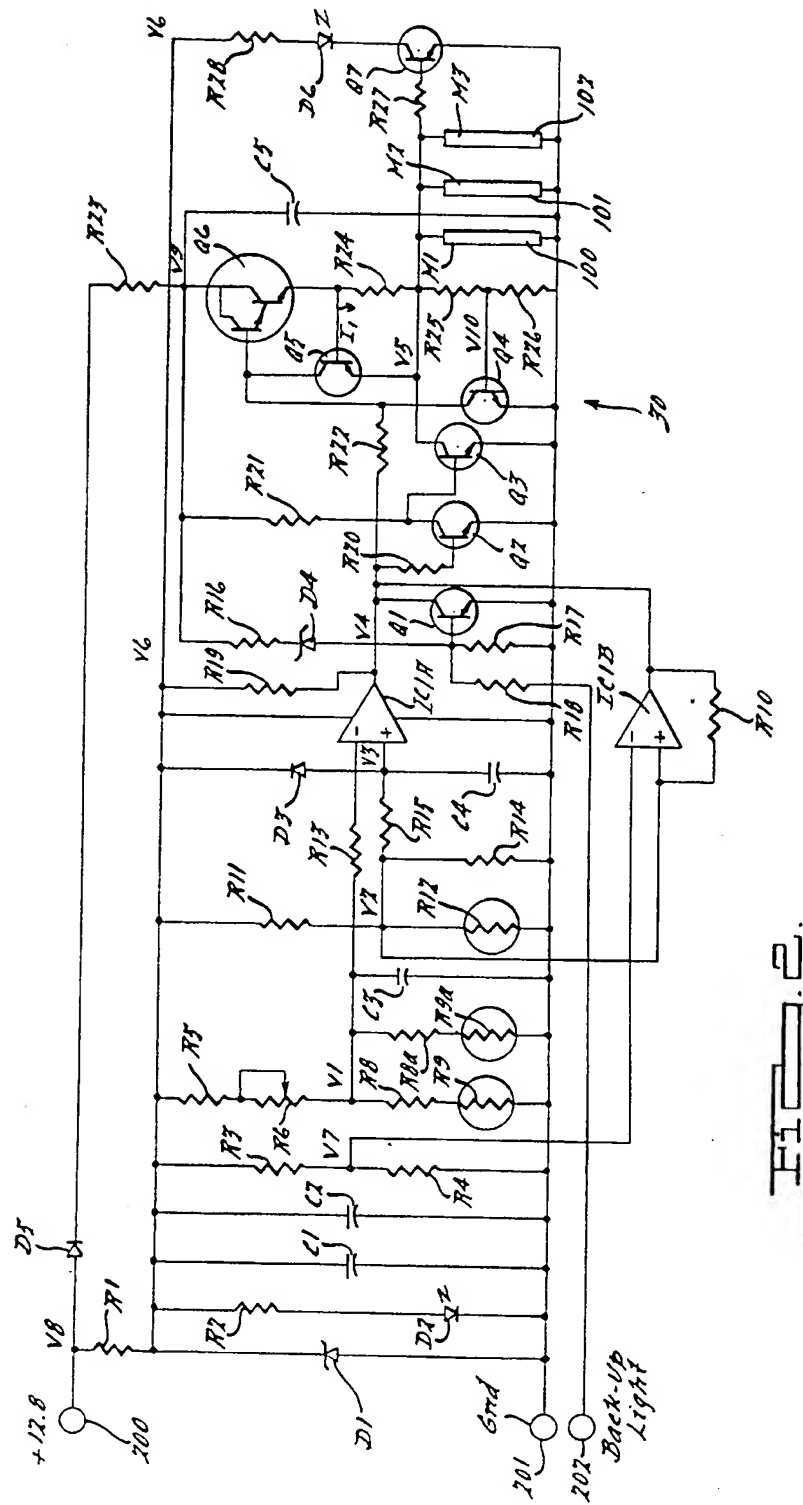 +12.8
200
V8
D5
R1
R23
V6
V6
V9
R2
C1
C2
R3
R5
R11
R19
R16
R21
Q6
C5
R28
D6
D1
D2
V7
R4
R6
V1
R8
R8a
R9
R9a
C3
V2
R12
R13
R15
R14
D3
V3
C4
IC1A
V4
D4
Q1
R18
R17
R20
Q2
Q3
R22
Q5
I1
R24
V5
R25
V10
Q4
R26
M1
M2
M3
R27
Q7
100
101
102
Gnd
201
202
Back-Up
Light
IC1B
R10
30
FIG. 2.